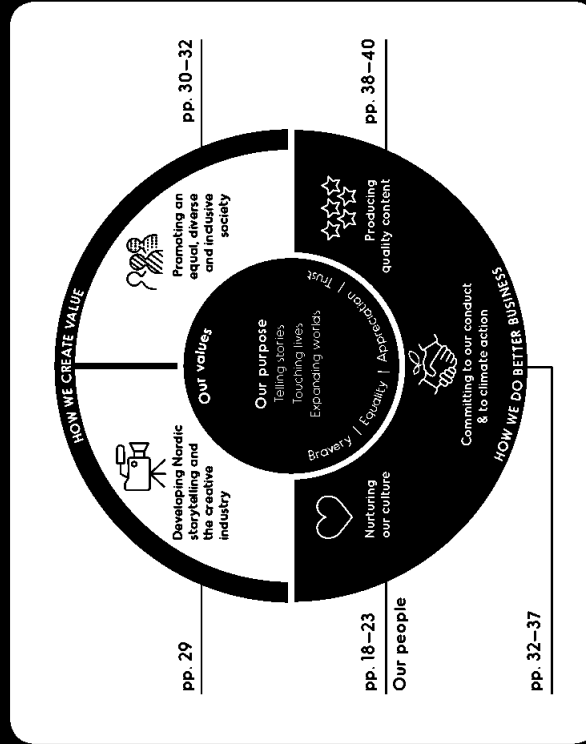 pp. 29
pp. 30–32
HOW WE CREATE VALUE
Developing Nordic
storytelling and
the creative
industry
Promoting an
equal, diverse
and inclusive
society
Our values
Our purpose
Telling stories
Touching lives
Expanding worlds
Bravery | Equality | Appreciation | Trust
Nurturing
our culture
Producing
quality content
Committing to our conduct
& to climate action
HOW WE DO BETTER BUSINESS
pp. 18–23
Our people
pp. 38–40
pp. 32–37